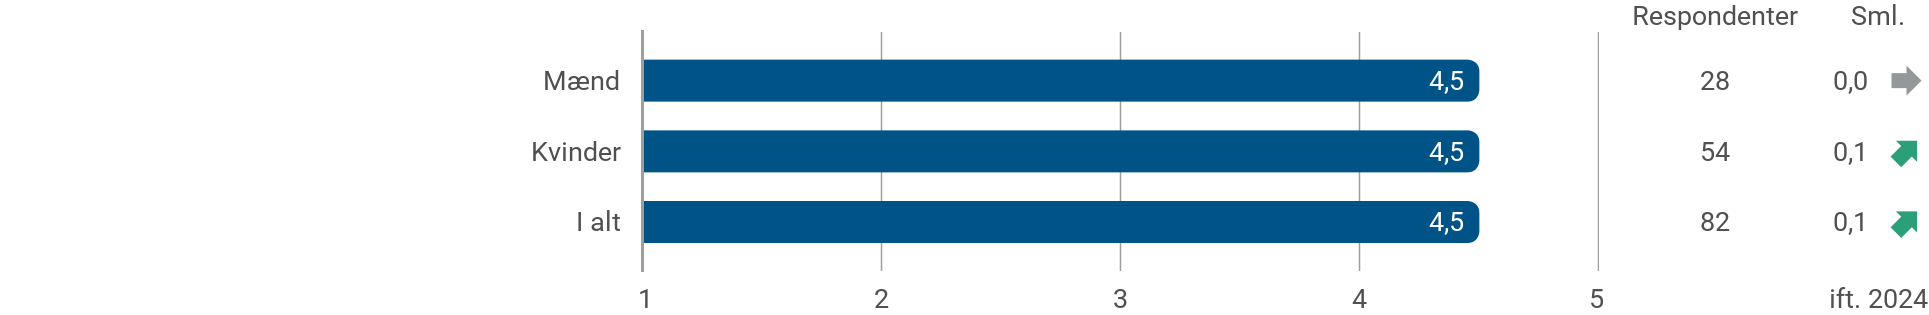 Respondenter Sml.
Mænd 4,5 28 0,0
Kvinder 4,5 54 0,1
I alt 4,5 82 0,1
1 2 3 4 5 ift. 2024